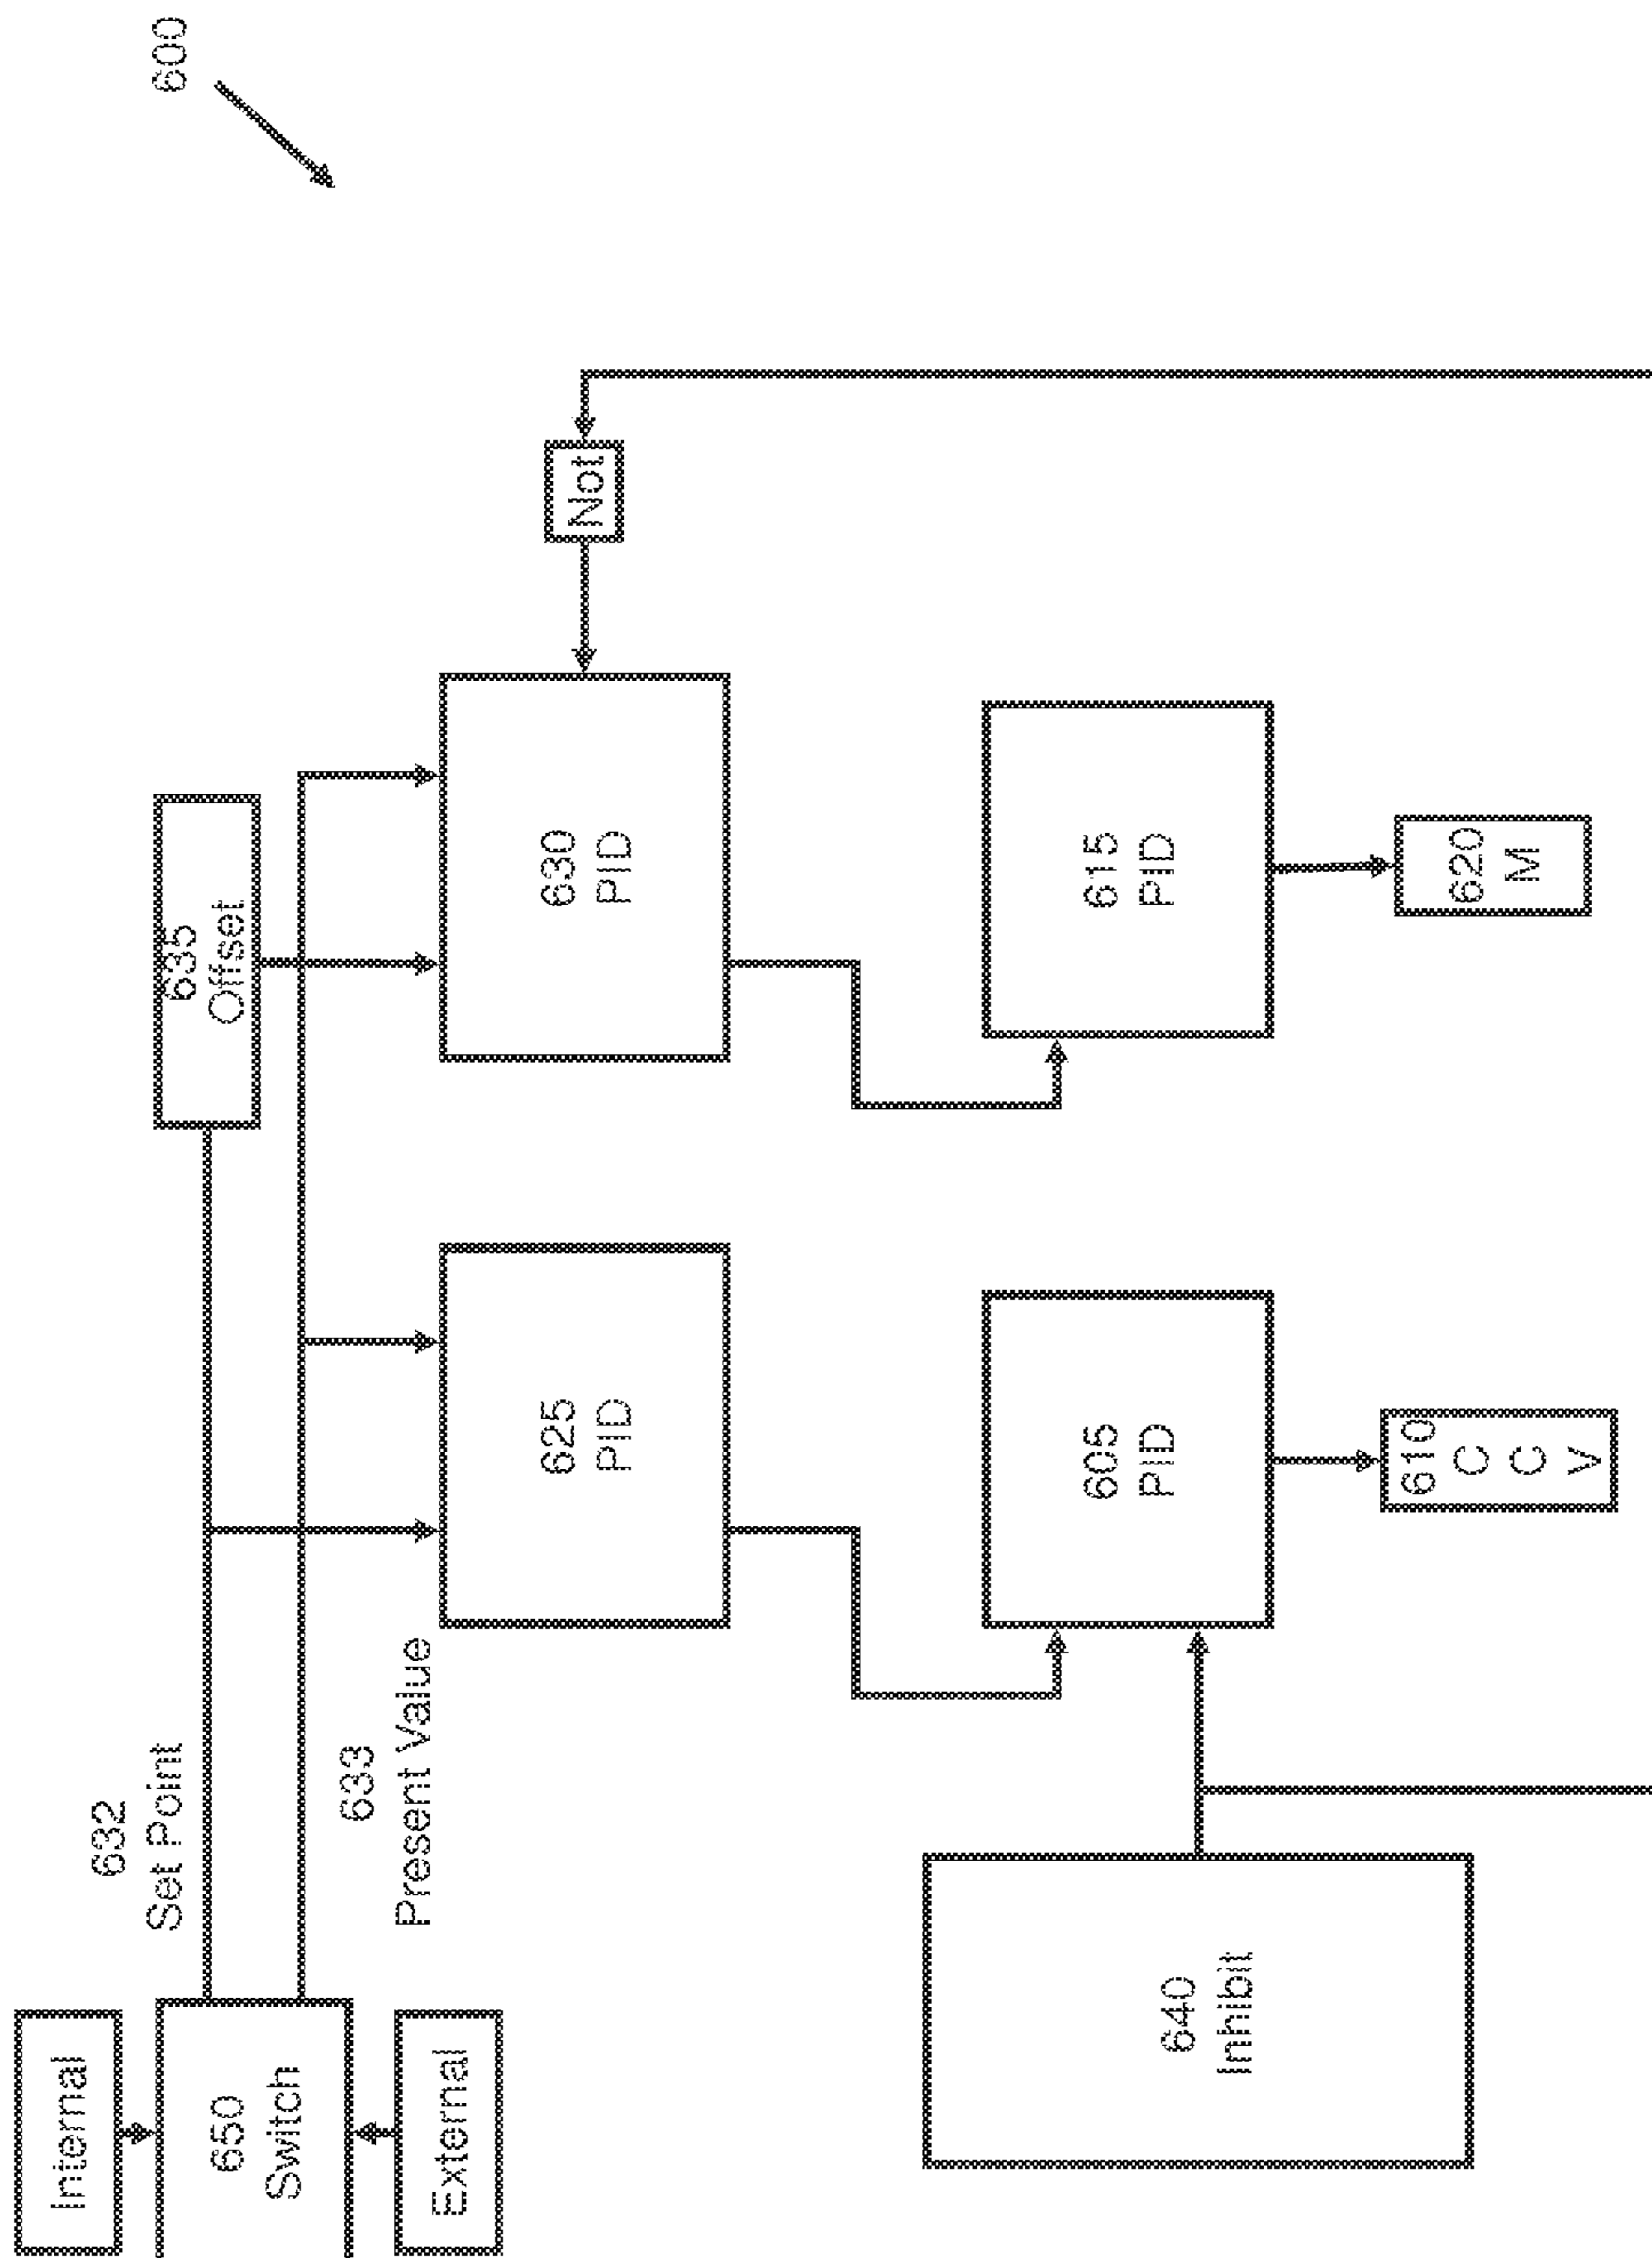 600
Internal
650
Switch
External
632
Set Point
633
Present Value
635
Offset
625
PID
630
PID
Not
640
Inhibit
605
PID
615
PID
610
C
C
V
620
M